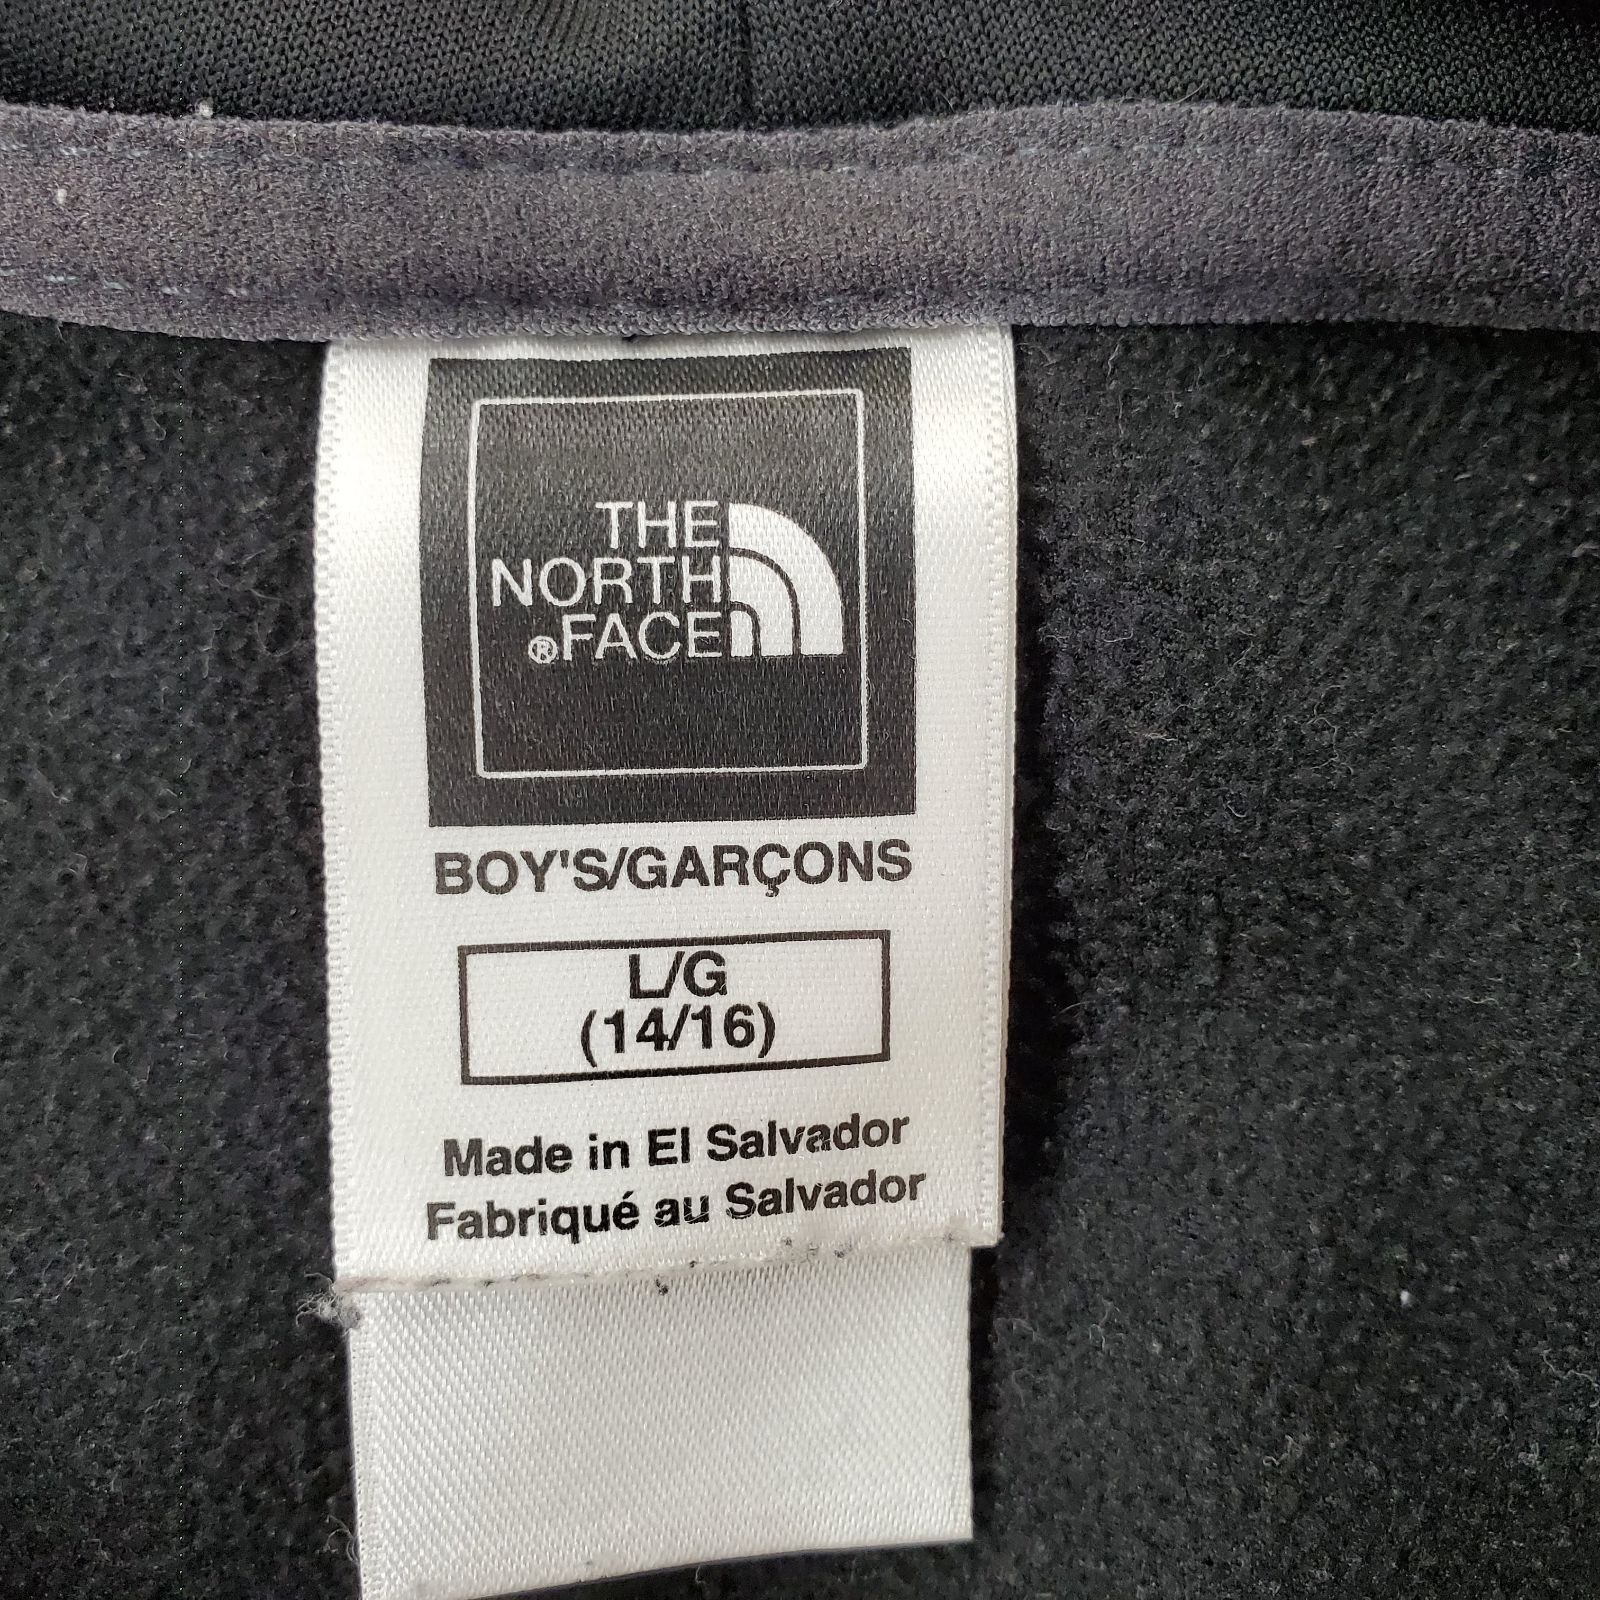 THE
NORTH
®FACE
BOY'S/GARÇONS
L/G
(14/16)
Made in El Salvador
Fabriqué au Salvador